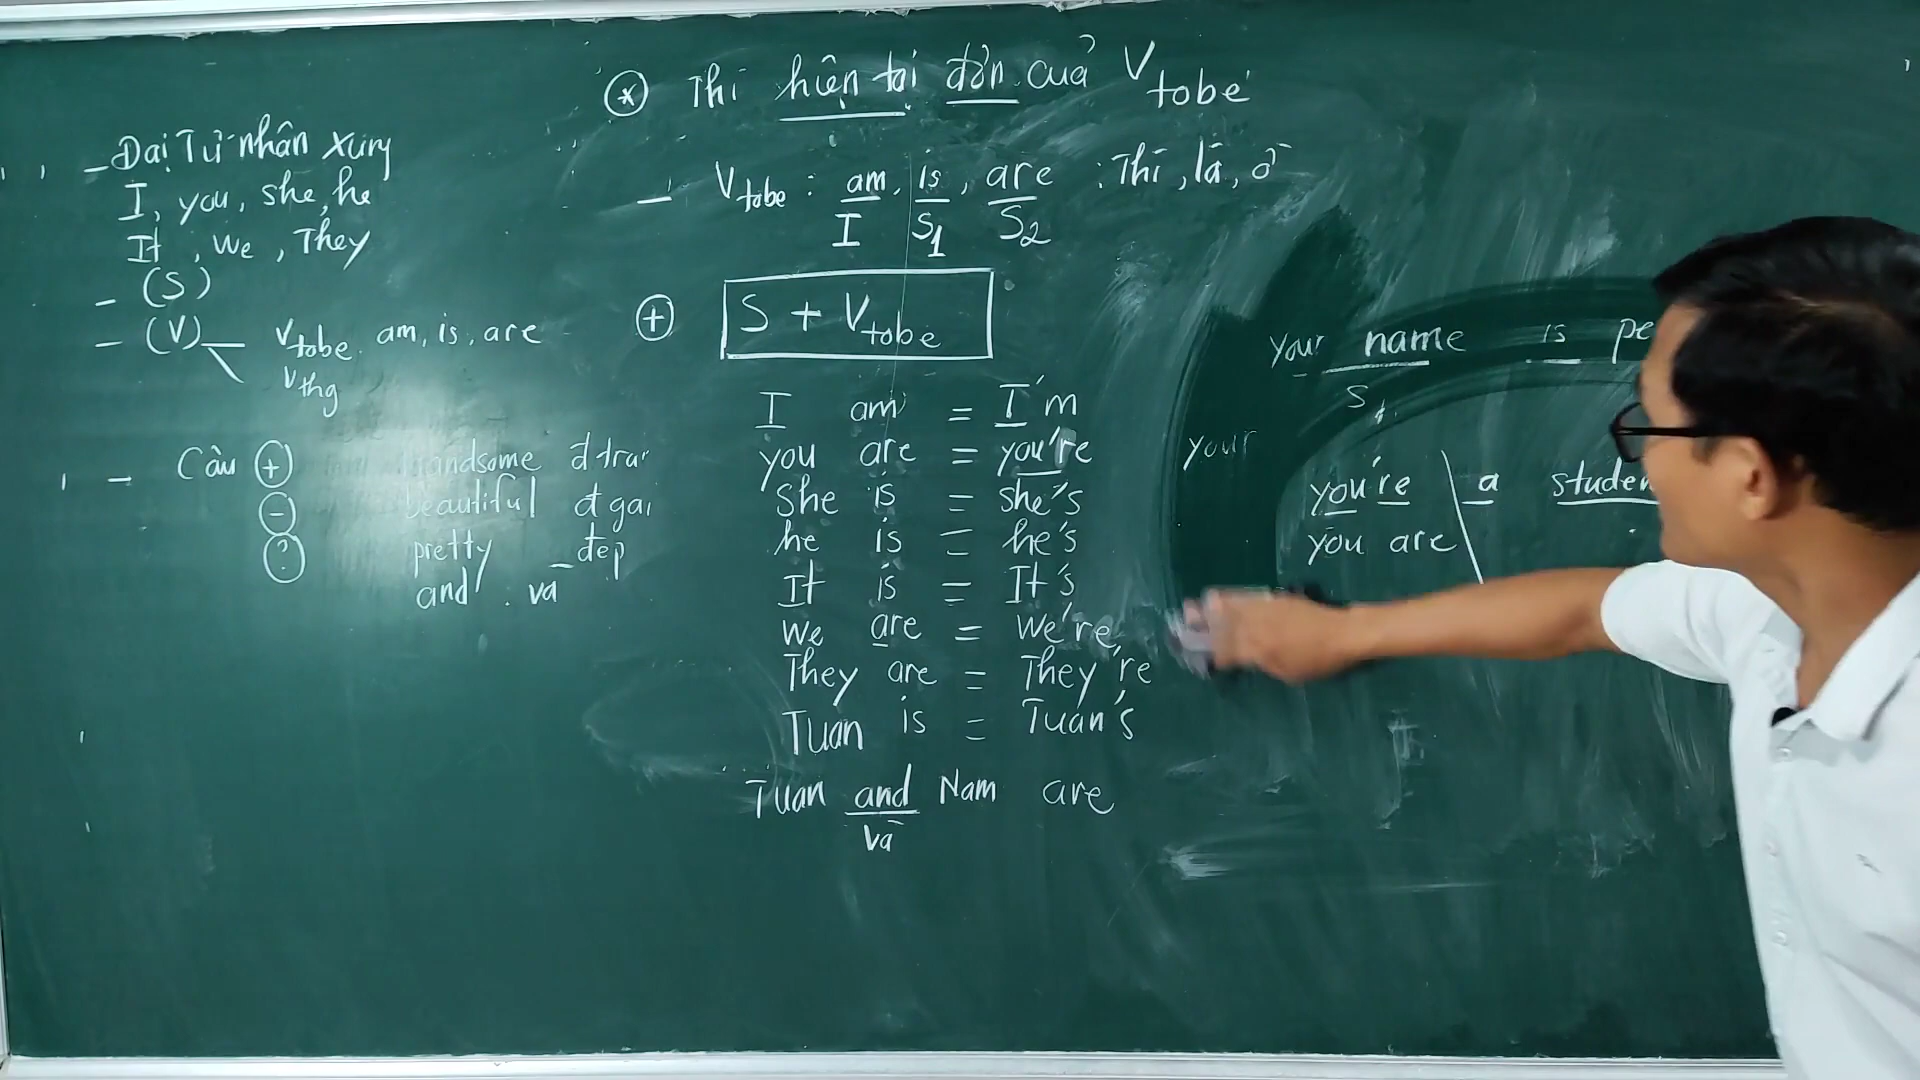 * Thì hiện tại đơn của V tobe
- Đại Từ nhân xưng
I, you, she, he
It, we, They
- (S)
- (V) Vtobe am, is, are
Vthg
- Câu +
-
?
handsome đ trai
beautiful đ gái
pretty đẹp
and : và
- Vtobe : am, is, are : Thì, là, ở
I S1 S2
+ S + Vtobe
I am = I'm
you are = you're
She is = she's
he is = he's
It is = It's
We are = We're
They are = They're
Tuan is = Tuan's
Tuan and Nam are
và
your name is
S1
your
you're a studen
you are